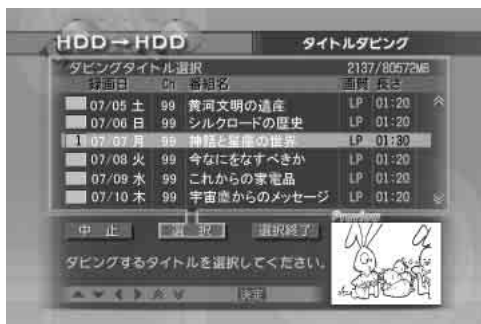 HDD→HDD タイトルダビング
ダビングタイトル選択 2137/80572MB
録画日 CH 番組名 画質 長さ
07/05 土 99 黄河文明の遺産 LP 01:20
07/06 日 99 シルクロードの歴史 LP 01:20
1 07/07 月 99 神話と星座の世界 LP 01:30
07/08 火 99 今なにをなすべきか LP 01:20
07/09 水 99 これからの家電品 LP 01:20
07/10 木 99 宇宙塵からのメッセージ LP 01:20
中 止 選 択 選択終了 Preview
ダビングするタイトルを選択してください。
決定